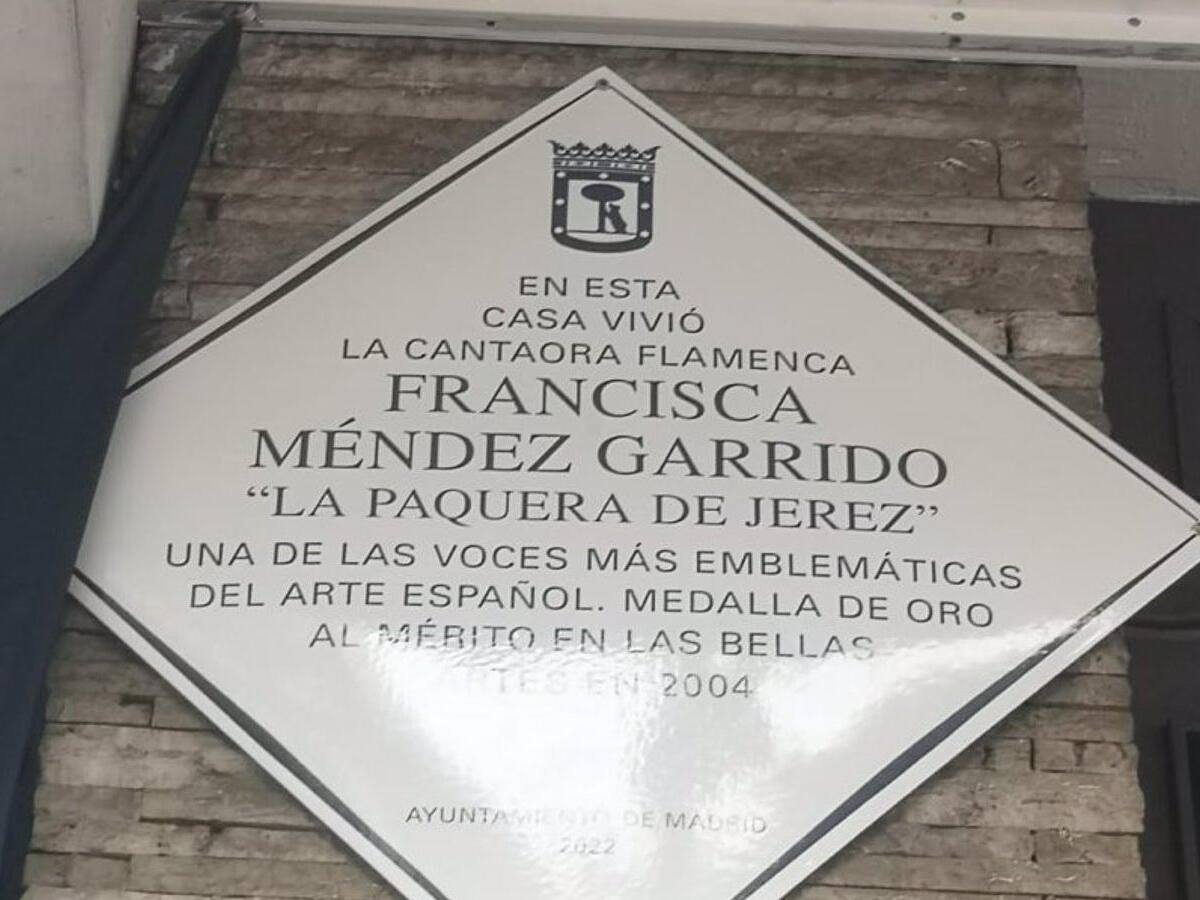 EN ESTA
CASA VIVIÓ
LA CANTAORA FLAMENCA
FRANCISCA
MÉNDEZ GARRIDO
“LA PAQUERA DE JEREZ”
UNA DE LAS VOCES MÁS EMBLEMÁTICAS
DEL ARTE ESPAÑOL. MEDALLA DE ORO
AL MÉRITO EN LAS BELLAS
ARTES EN 2004
AYUNTAMIENTO DE MADRID
2022